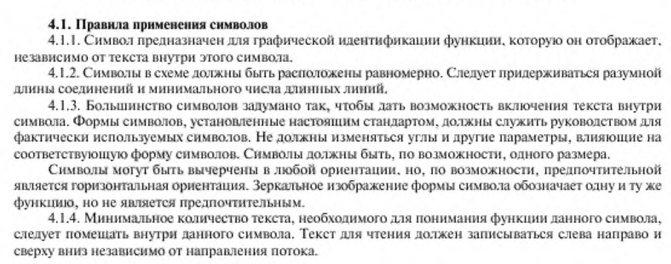 4.1. Правила применения символов
4.1.1. Символ предназначен для графической идентификации функции, которую он отображает,
независимо от текста внутри этого символа.
4.1.2. Символы в схеме должны быть расположены равномерно. Следует придерживаться разумной
длины соединений и минимального числа длинных линий.
4.1.3. Большинство символов задумано так, чтобы дать возможность включения текста внутри
символа. Формы символов, установленные настоящим стандартом, должны служить руководством для
фактически используемых символов. Не должны изменяться углы и другие параметры, влияющие на
соответствующую форму символов. Символы должны быть, по возможности, одного размера.
Символы могут быть вычерчены в любой ориентации, но, по возможности, предпочтительной
является горизонтальная ориентация. Зеркальное изображение формы символа обозначает одну и ту же
функцию, но не является предпочтительным.
4.1.4. Минимальное количество текста, необходимого для понимания функции данного символа,
следует помещать внутри данного символа. Текст для чтения должен записываться слева направо и
сверху вниз независимо от направления потока.